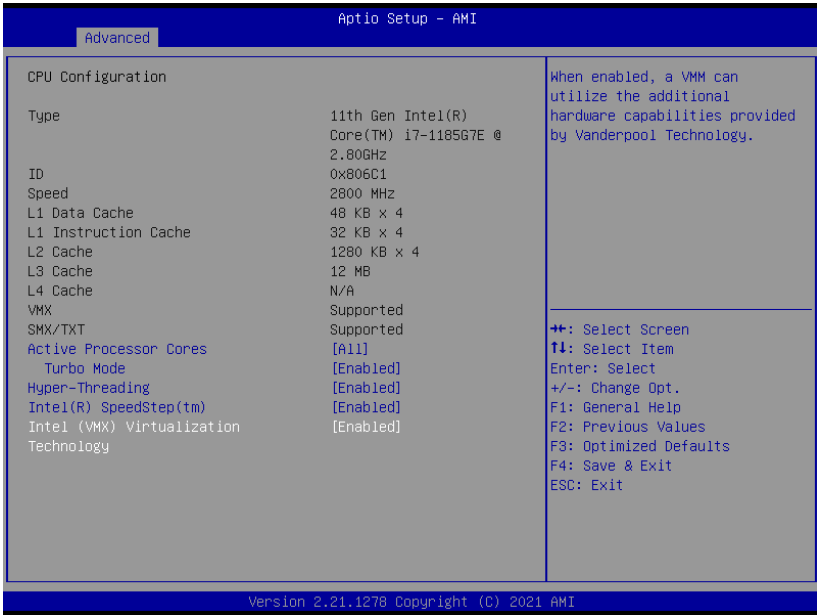 Aptio Setup – AMI
Advanced
CPU Configuration
Type 11th Gen Intel(R)
Core(TM) i7-1185G7E @
2.80GHz
ID 0x806C1
Speed 2800 MHz
L1 Data Cache 48 KB x 4
L1 Instruction Cache 32 KB x 4
L2 Cache 1280 KB x 4
L3 Cache 12 MB
L4 Cache N/A
VMX Supported
SMX/TXT Supported
Active Processor Cores [All]
Turbo Mode [Enabled]
Hyper-Threading [Enabled]
Intel(R) SpeedStep(tm) [Enabled]
Intel (VMX) Virtualization [Enabled]
Technology
When enabled, a VMM can
utilize the additional
hardware capabilities provided
by Vanderpool Technology.
→←: Select Screen
↑↓: Select Item
Enter: Select
+/-: Change Opt.
F1: General Help
F2: Previous Values
F3: Optimized Defaults
F4: Save & Exit
ESC: Exit
Version 2.21.1278 Copyright (C) 2021 AMI